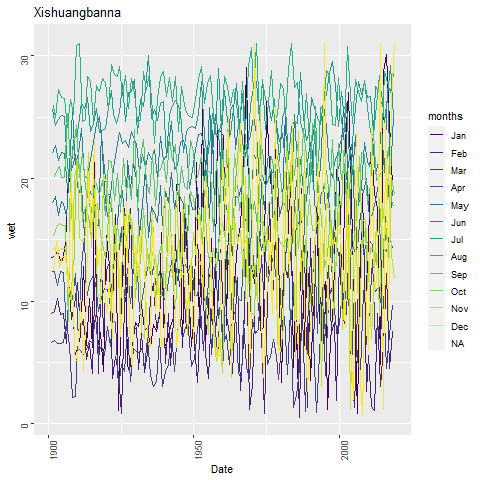 Xishuangbanna
30
20
10
0
wet
1900
1950
2000
Date
months
Jan
Feb
Mar
Apr
May
Jun
Jul
Aug
Sep
Oct
Nov
Dec
NA